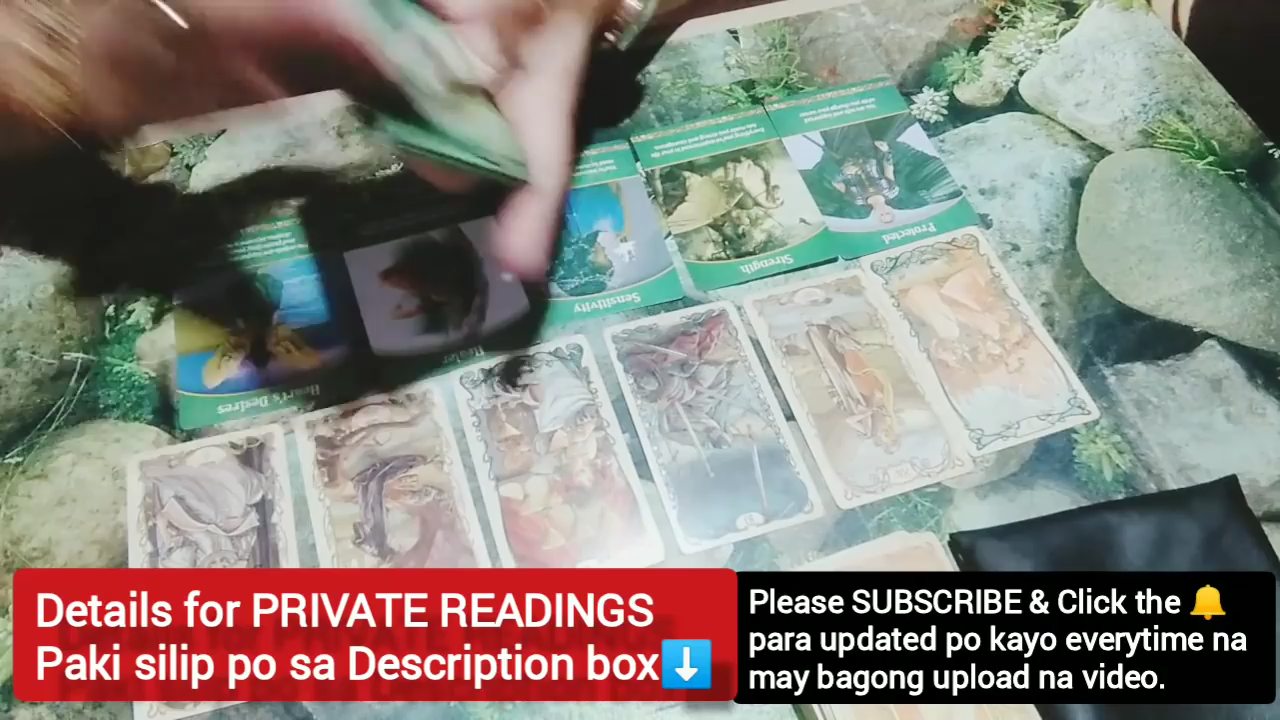 Protected
Strength
Sensitivity
Healer
Heart's Desires
Details for PRIVATE READINGS
Paki silip po sa Description box⬇️
Please SUBSCRIBE & Click the 🔔
para updated po kayo everytime na
may bagong upload na video.